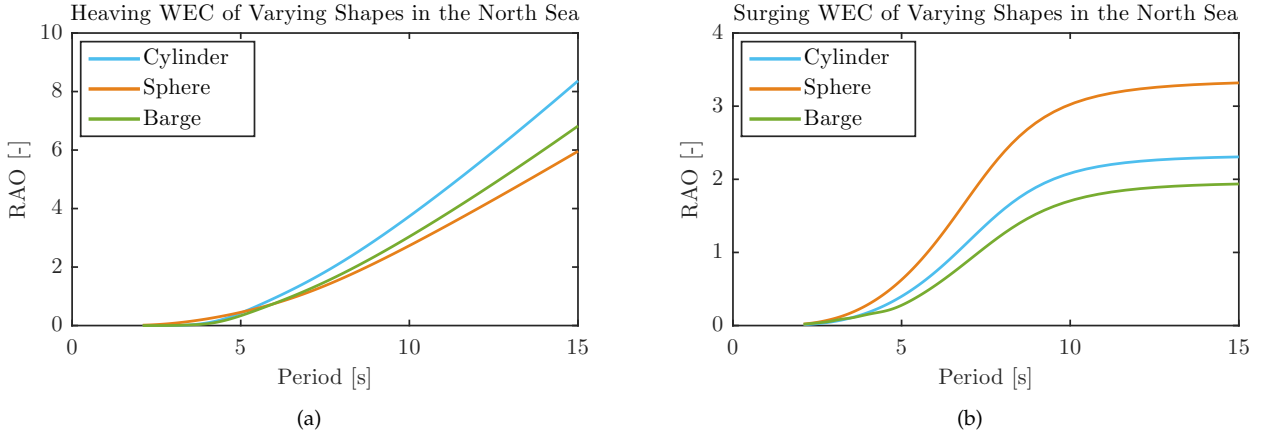 Heaving WEC of Varying Shapes in the North Sea
10
8
6
4
2
0
RAO [-]
Cylinder
Sphere
Barge
0 5 10 15
Period [s]
(a)
Surging WEC of Varying Shapes in the North Sea
4
3
2
1
0
RAO [-]
Cylinder
Sphere
Barge
0 5 10 15
Period [s]
(b)